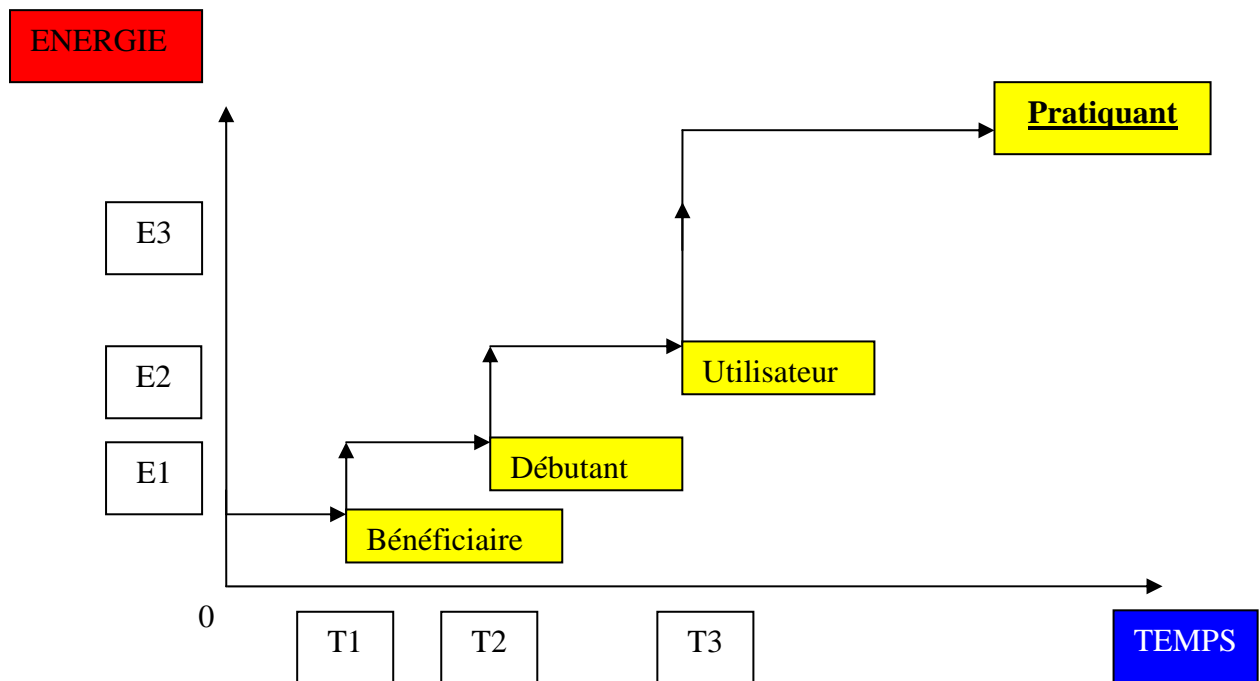 ENERGIE
Pratiquant
E3
E2
Utilisateur
E1
Débutant
Bénéficiaire
0
T1
T2
T3
TEMPS